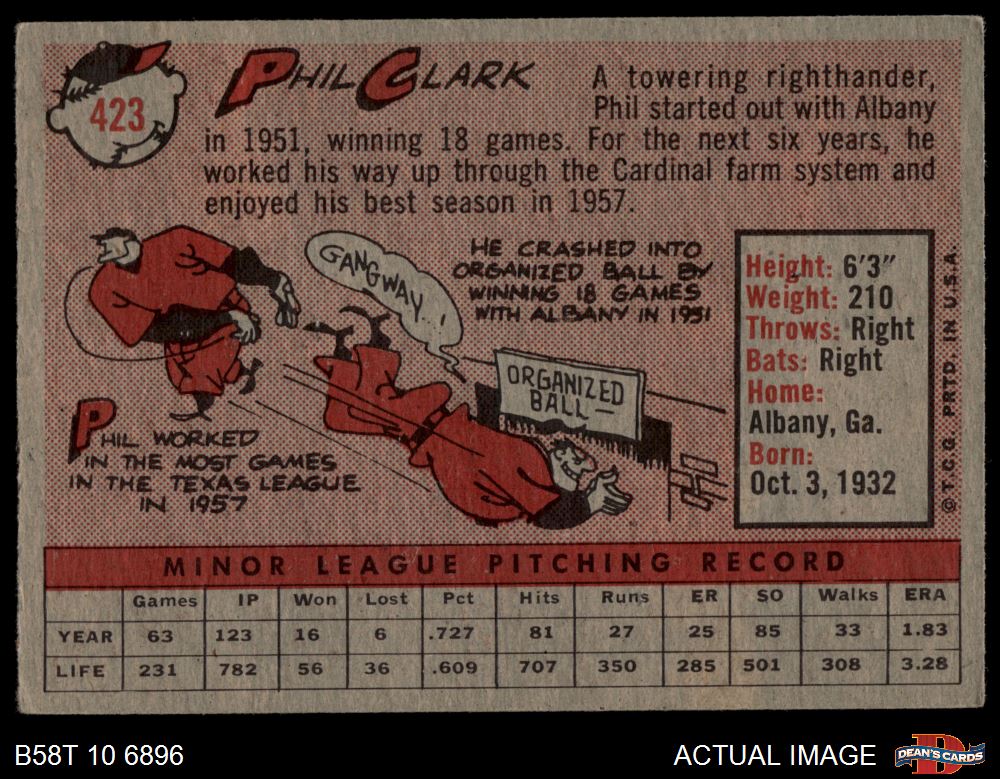 423
PHIL CLARK
A towering righthander,
Phil started out with Albany
in 1951, winning 18 games. For the next six years, he
worked his way up through the Cardinal farm system and
enjoyed his best season in 1957.
GANGWAY..!
HE CRASHED INTO
ORGANIZED BALL BY
WINNING 18 GAMES
WITH ALBANY IN 1951
ORGANIZED
BALL—
PHIL WORKED
IN THE MOST GAMES
IN THE TEXAS LEAGUE
IN 1957
Height: 6'3"
Weight: 210
Throws: Right
Bats: Right
Home:
Albany, Ga.
Born:
Oct. 3, 1932
© T.C.G. PRTD. IN U.S.A.
MINOR LEAGUE PITCHING RECORD
Games IP Won Lost Pct Hits Runs ER SO Walks ERA
YEAR 63 123 16 6 .727 81 27 25 85 33 1.83
LIFE 231 782 56 36 .609 707 350 285 501 308 3.28
B58T 10 6896
ACTUAL IMAGE
DEAN'S CARDS